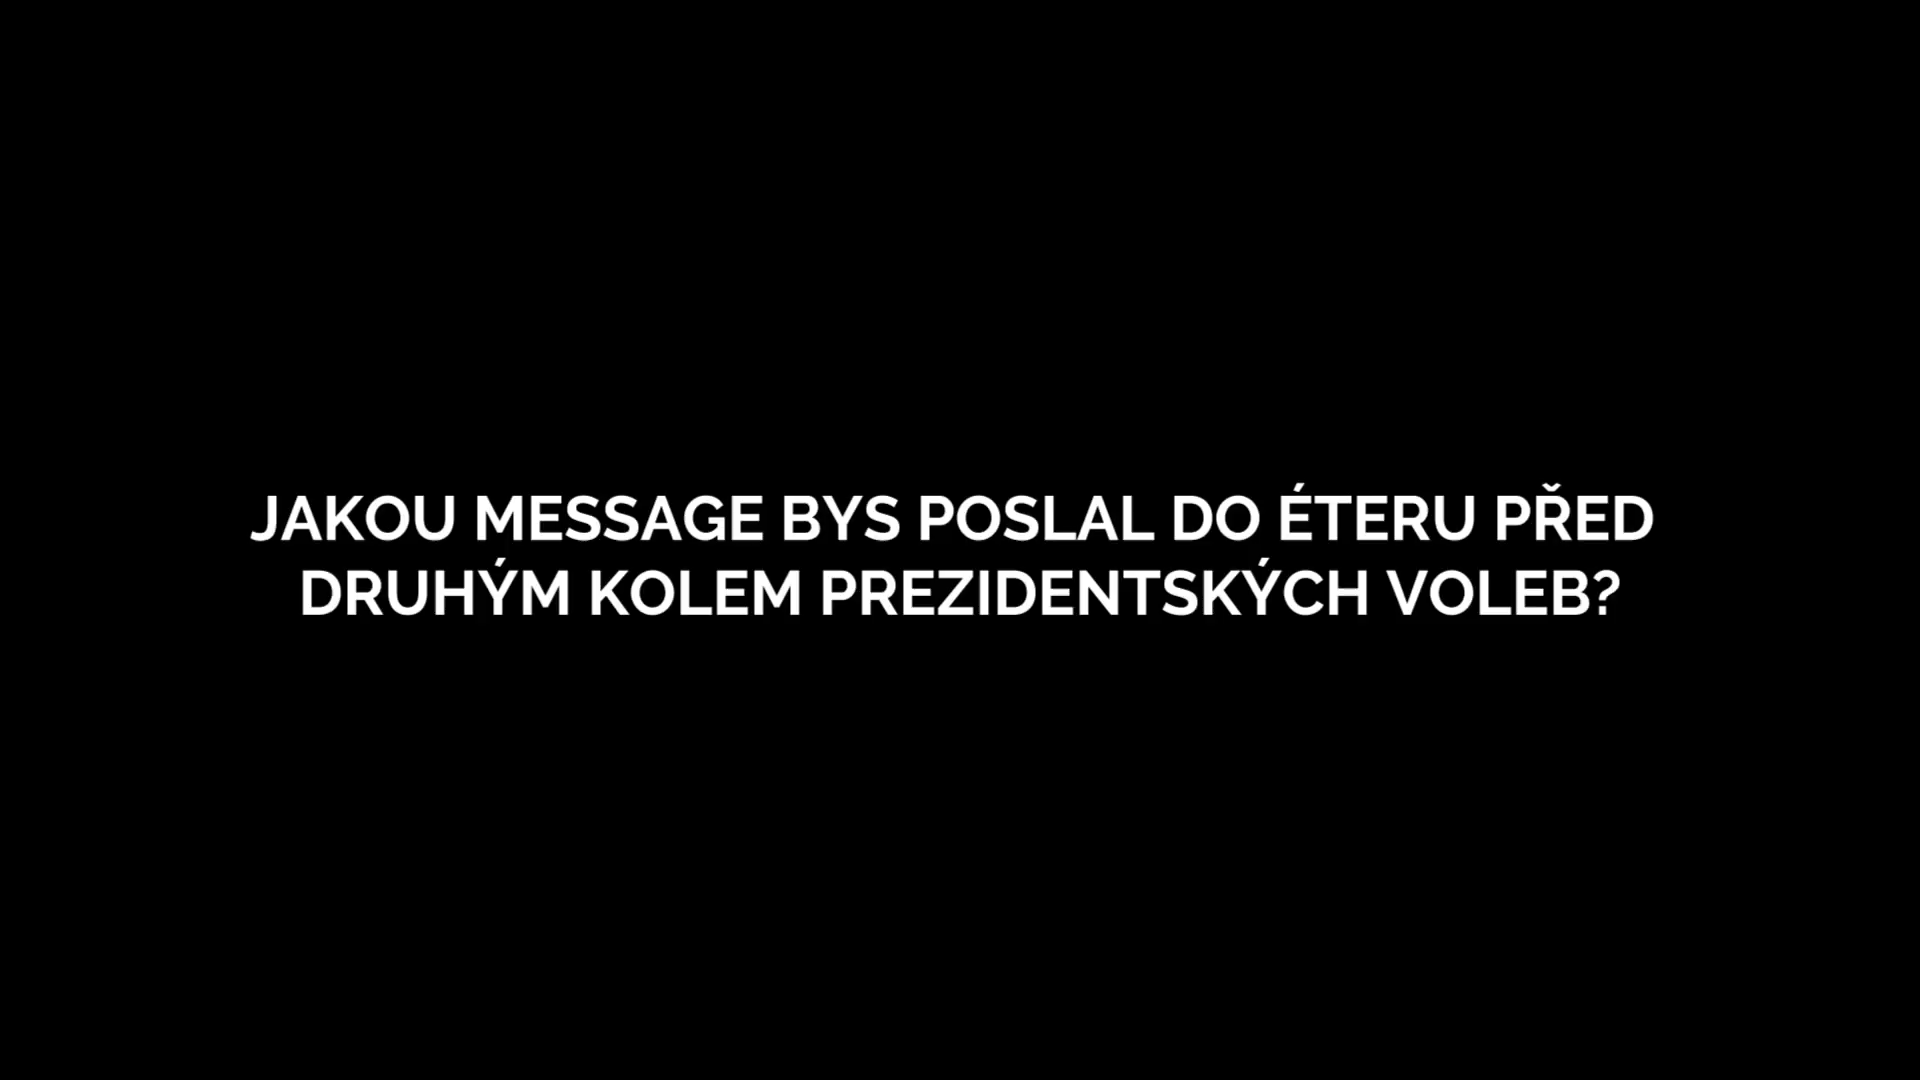 JAKOU MESSAGE BYS POSLAL DO ÉTERU PŘED
DRUHÝM KOLEM PREZIDENTSKÝCH VOLEB?